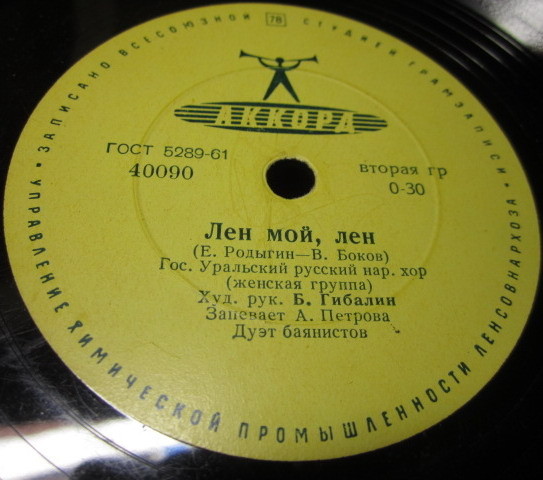 ЗАПИСАНО ВСЕСОЮЗНОЙ 78 СТУДИЕЙ ГРАМЗАПИСИ
АККОРД
ГОСТ 5289-61
40090
вторая гр
0-30
Лен мой, лен
(Е. Родыгин—В. Боков)
Гос. Уральский русский нар. хор
(женская группа)
Худ. рук. Б. Гибалин
Запевает А. Петрова
Дуэт баянистов
УПРАВЛЕНИЕ ХИМИЧЕСКОЙ ПРОМЫШЛЕННОСТИ ЛЕНСОВНАРХОЗА